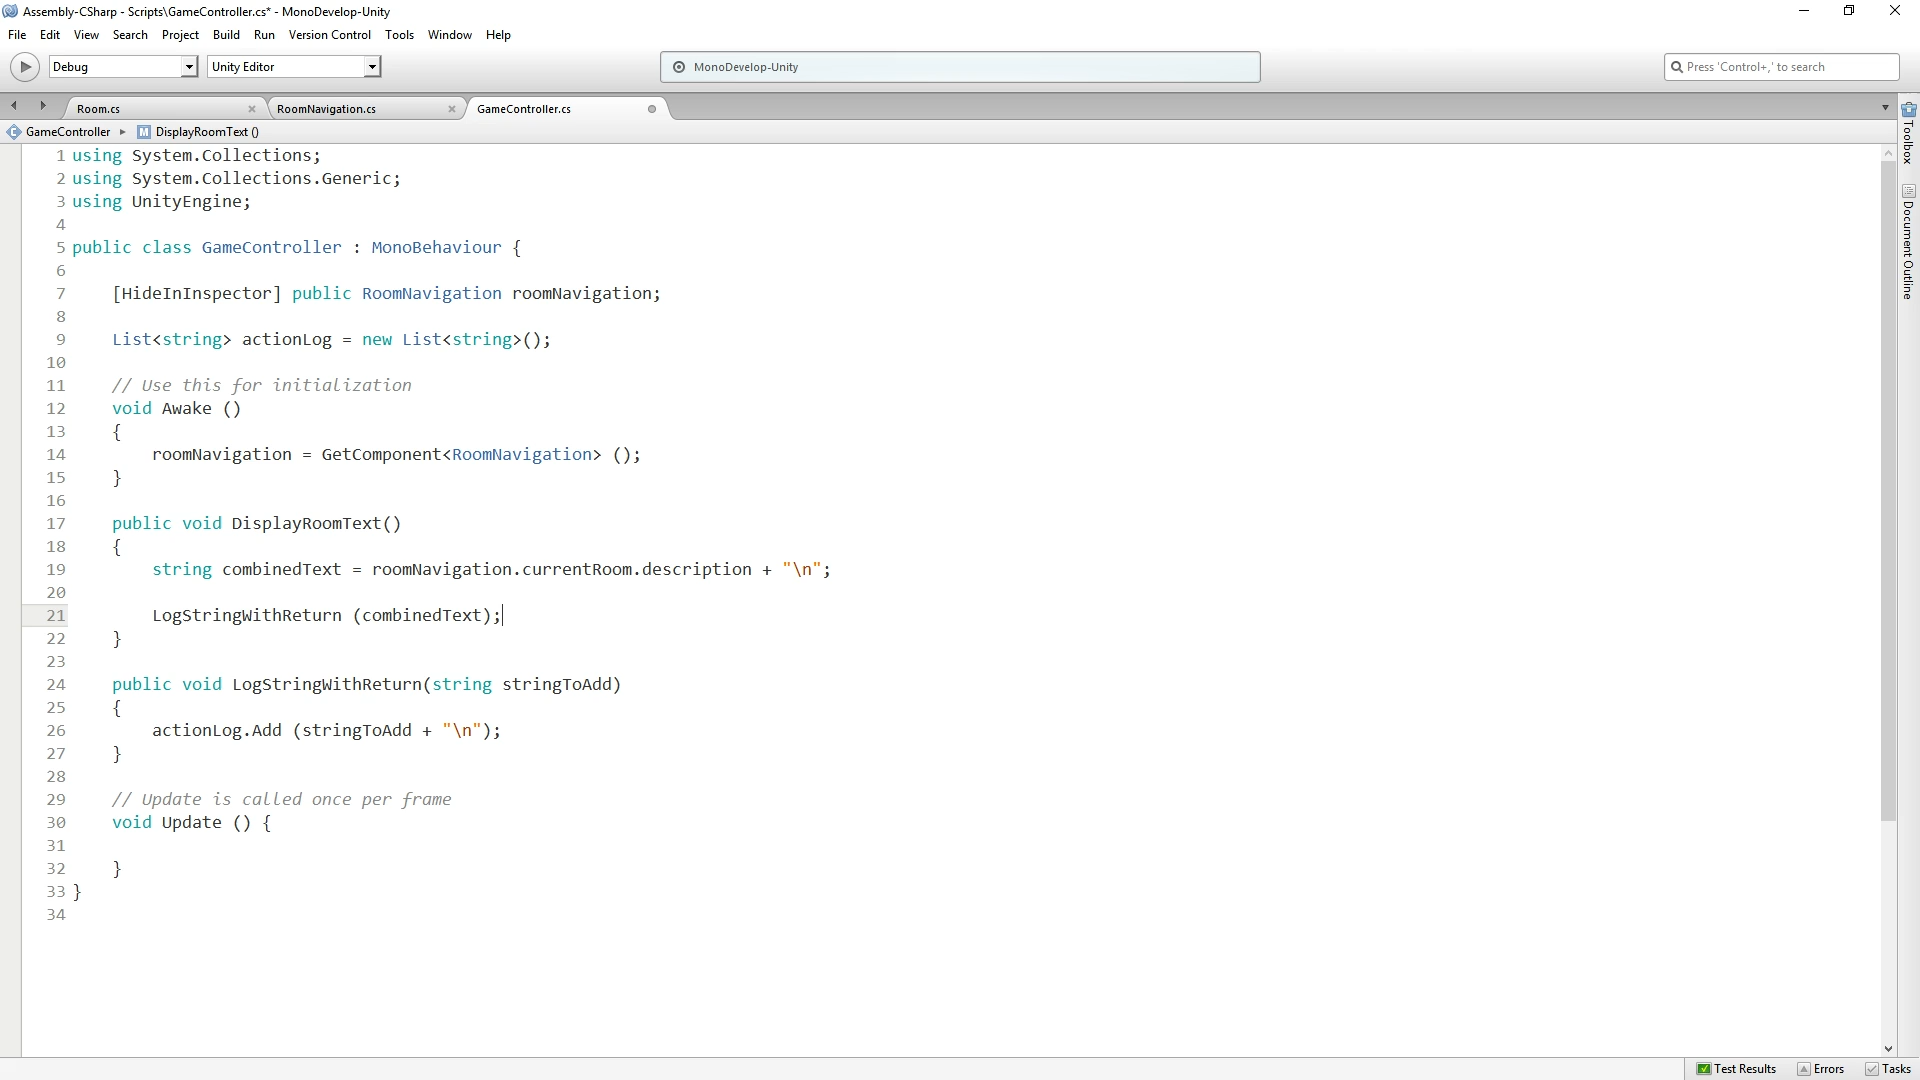 Assembly-CSharp - Scripts\GameController.cs* - MonoDevelop-Unity
File Edit View Search Project Build Run Version Control Tools Window Help
Debug Unity Editor MonoDevelop-Unity Press 'Control+,' to search
Room.cs RoomNavigation.cs GameController.cs
GameController M DisplayRoomText ()
Toolbox
Document Outline
1 using System.Collections;
2 using System.Collections.Generic;
3 using UnityEngine;
4
5 public class GameController : MonoBehaviour {
6
7 [HideInInspector] public RoomNavigation roomNavigation;
8
9 List<string> actionLog = new List<string>();
10
11 // Use this for initialization
12 void Awake ()
13 {
14 roomNavigation = GetComponent<RoomNavigation> ();
15 }
16
17 public void DisplayRoomText()
18 {
19 string combinedText = roomNavigation.currentRoom.description + "\n";
20
21 LogStringWithReturn (combinedText);
22 }
23
24 public void LogStringWithReturn(string stringToAdd)
25 {
26 actionLog.Add (stringToAdd + "\n");
27 }
28
29 // Update is called once per frame
30 void Update () {
31
32 }
33 }
34
Test Results Errors Tasks